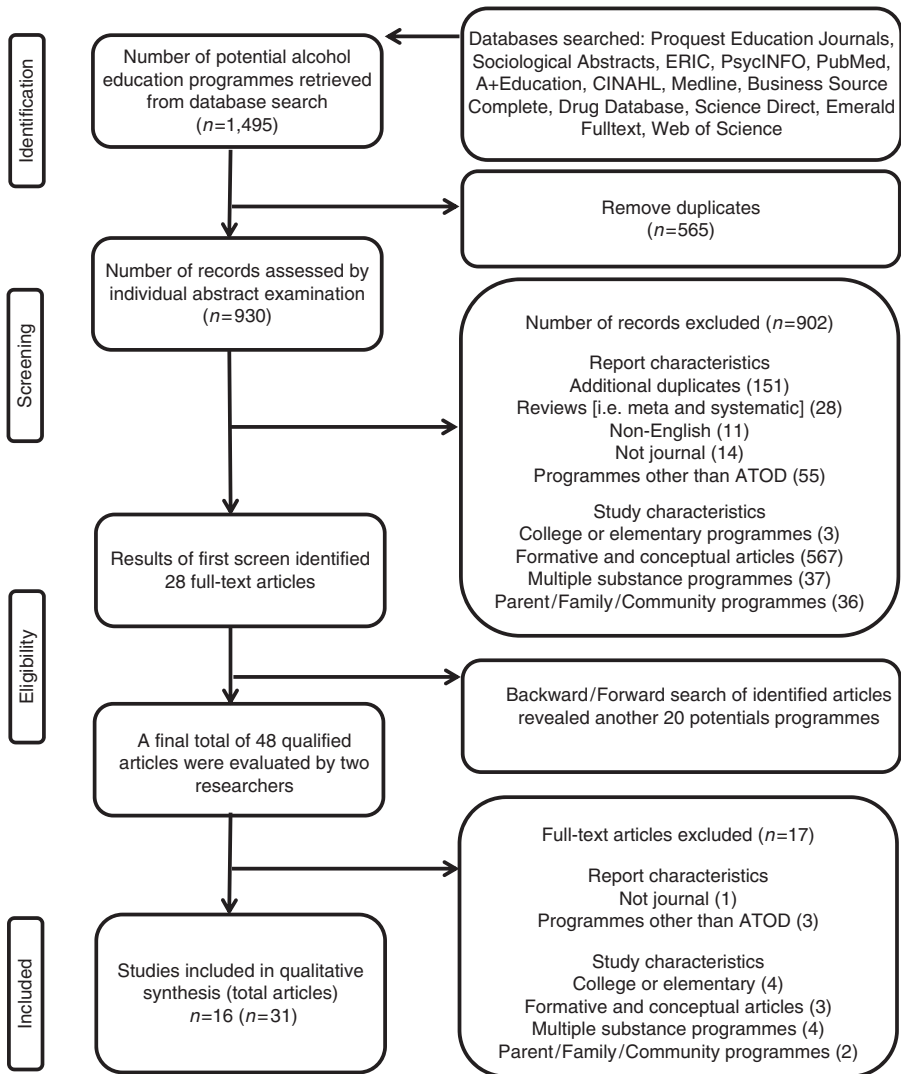 Identification
Number of potential alcohol
education programmes retrieved
from database search
(n=1,495)
Databases searched: Proquest Education Journals,
Sociological Abstracts, ERIC, PsycINFO, PubMed,
A+Education, CINAHL, Medline, Business Source
Complete, Drug Database, Science Direct, Emerald
Fulltext, Web of Science
Remove duplicates
(n=565)
Screening
Number of records assessed by
individual abstract examination
(n=930)
Number of records excluded (n=902)
Report characteristics
Additional duplicates (151)
Reviews [i.e. meta and systematic] (28)
Non-English (11)
Not journal (14)
Programmes other than ATOD (55)
Study characteristics
College or elementary programmes (3)
Formative and conceptual articles (567)
Multiple substance programmes (37)
Parent/Family/Community programmes (36)
Results of first screen identified
28 full-text articles
Eligibility
Backward/Forward search of identified articles
revealed another 20 potentials programmes
A final total of 48 qualified
articles were evaluated by two
researchers
Full-text articles excluded (n=17)
Report characteristics
Not journal (1)
Programmes other than ATOD (3)
Study characteristics
College or elementary (4)
Formative and conceptual articles (3)
Multiple substance programmes (4)
Parent/Family/Community programmes (2)
Included
Studies included in qualitative
synthesis (total articles)
n=16 (n=31)